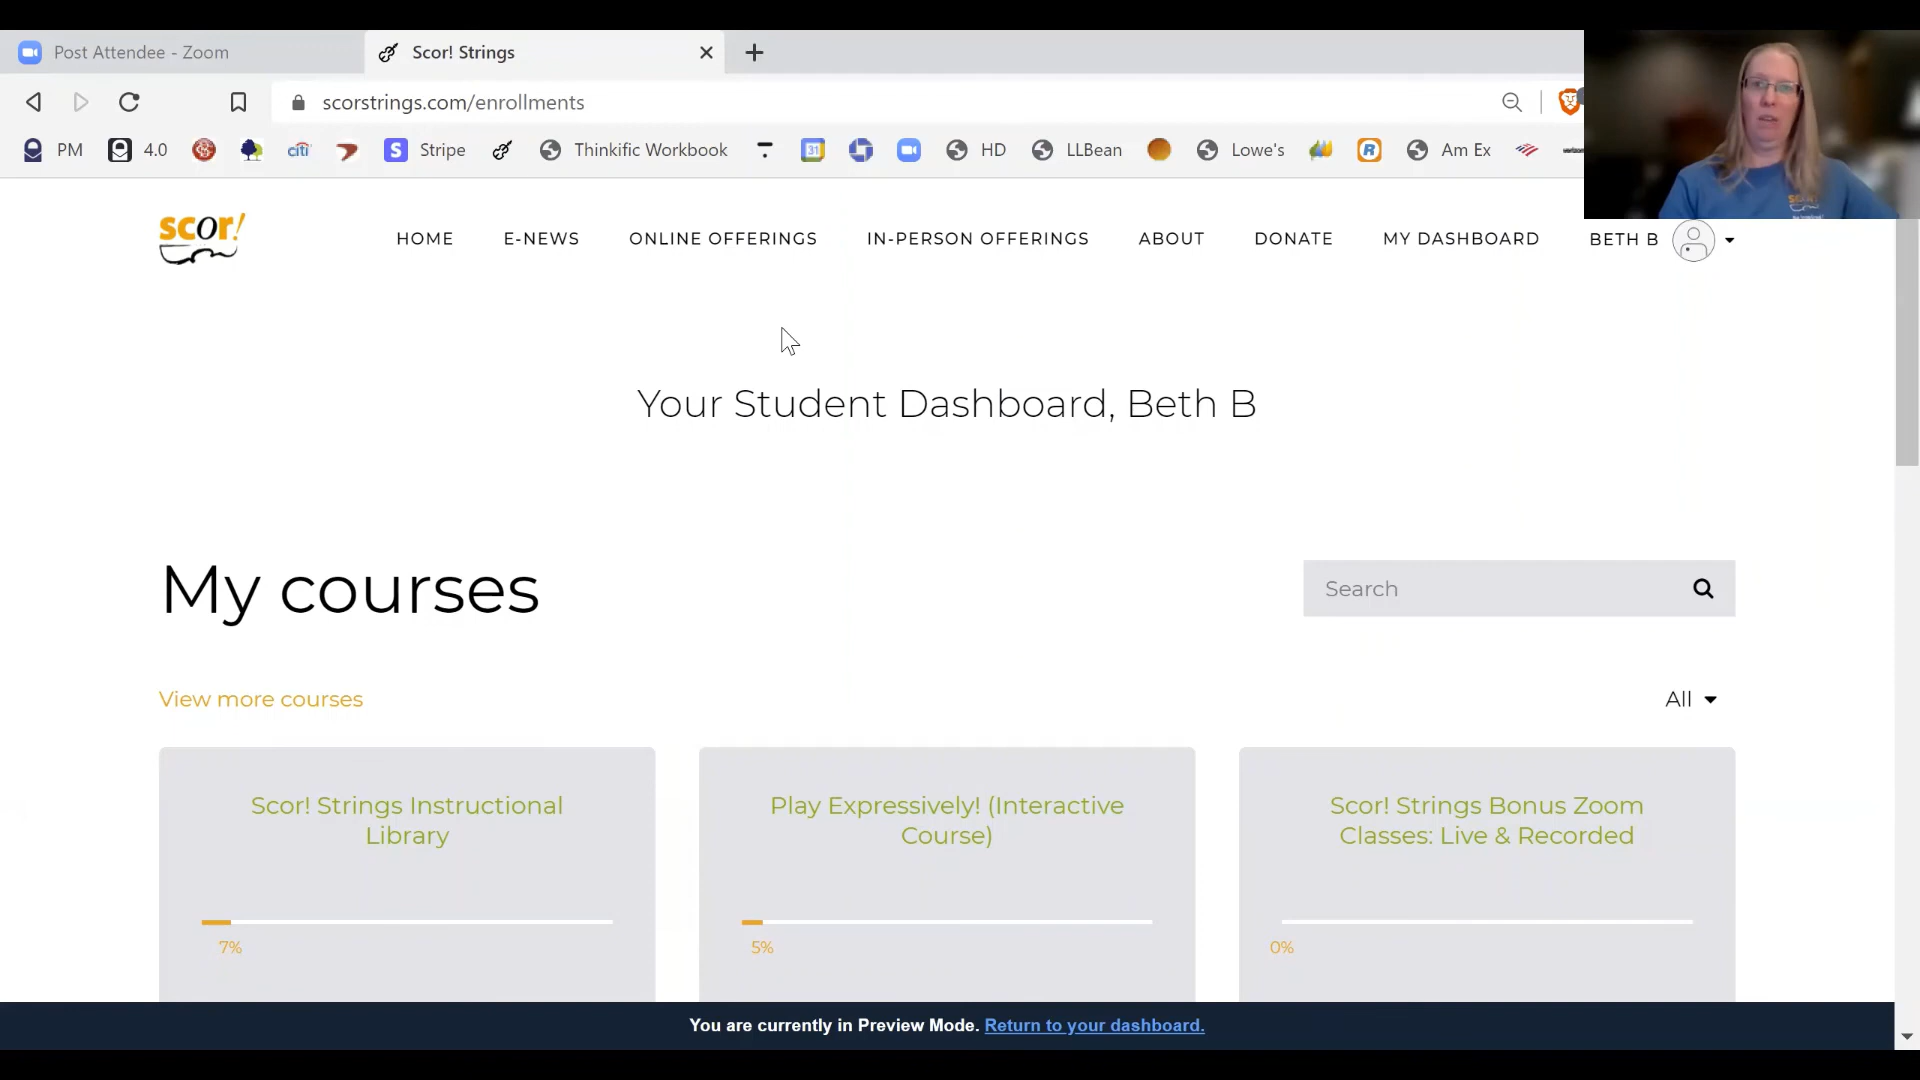 Post Attendee - Zoom
Scor! Strings
scorstrings.com/enrollments
PM
4.0
citi
S
Stripe
Thinkific Workbook
31
HD
LLBean
Lowe's
R
Am Ex
scor!
HOME
E-NEWS
ONLINE OFFERINGS
IN-PERSON OFFERINGS
ABOUT
DONATE
MY DASHBOARD
BETH B
Your Student Dashboard, Beth B
My courses
Search
View more courses
All
Scor! Strings Instructional
Library
7%
Play Expressively! (Interactive
Course)
5%
Scor! Strings Bonus Zoom
Classes: Live & Recorded
0%
You are currently in Preview Mode. Return to your dashboard.